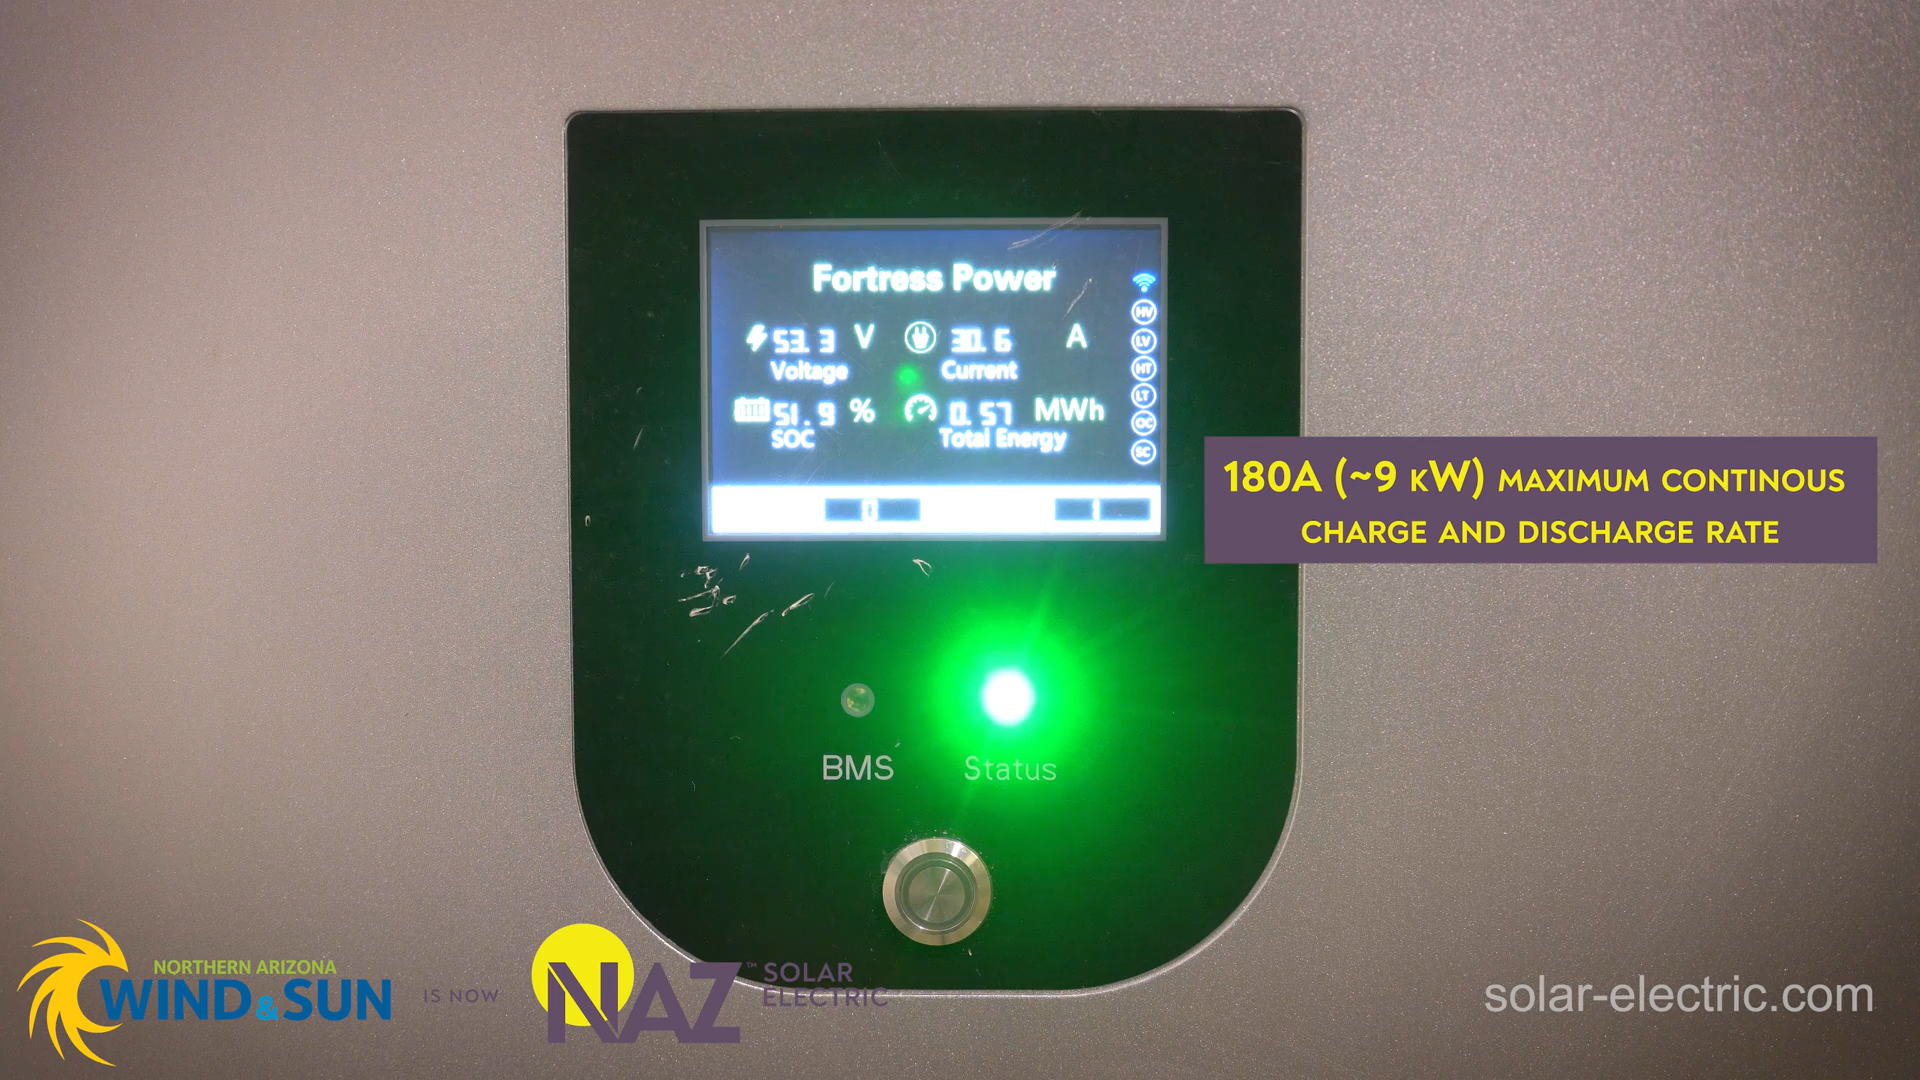 Fortress Power
53.3 V 30.6 A
Voltage Current
51.9 % 0.57 MWh
SOC Total Energy
HV
LV
HT
LT
OC
SC
180A (~9 kW) MAXIMUM CONTINOUS
CHARGE AND DISCHARGE RATE
BMS Status
NORTHERN ARIZONA
WIND & SUN
IS NOW
NAZ™ SOLAR
ELECTRIC
solar-electric.com